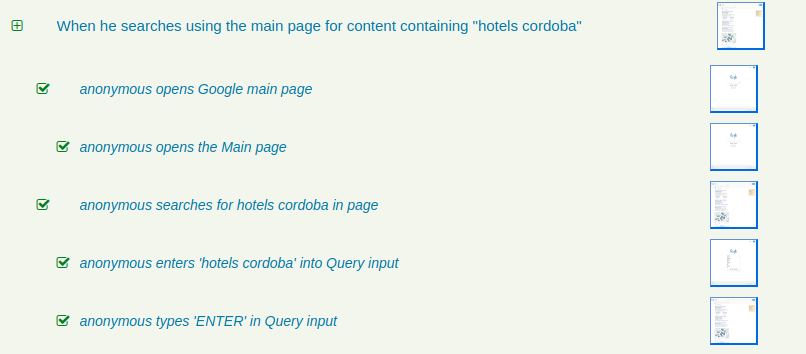 When he searches using the main page for content containing "hotels cordoba"
anonymous opens Google main page
anonymous opens the Main page
anonymous searches for hotels cordoba in page
anonymous enters 'hotels cordoba' into Query input
anonymous types 'ENTER' in Query input